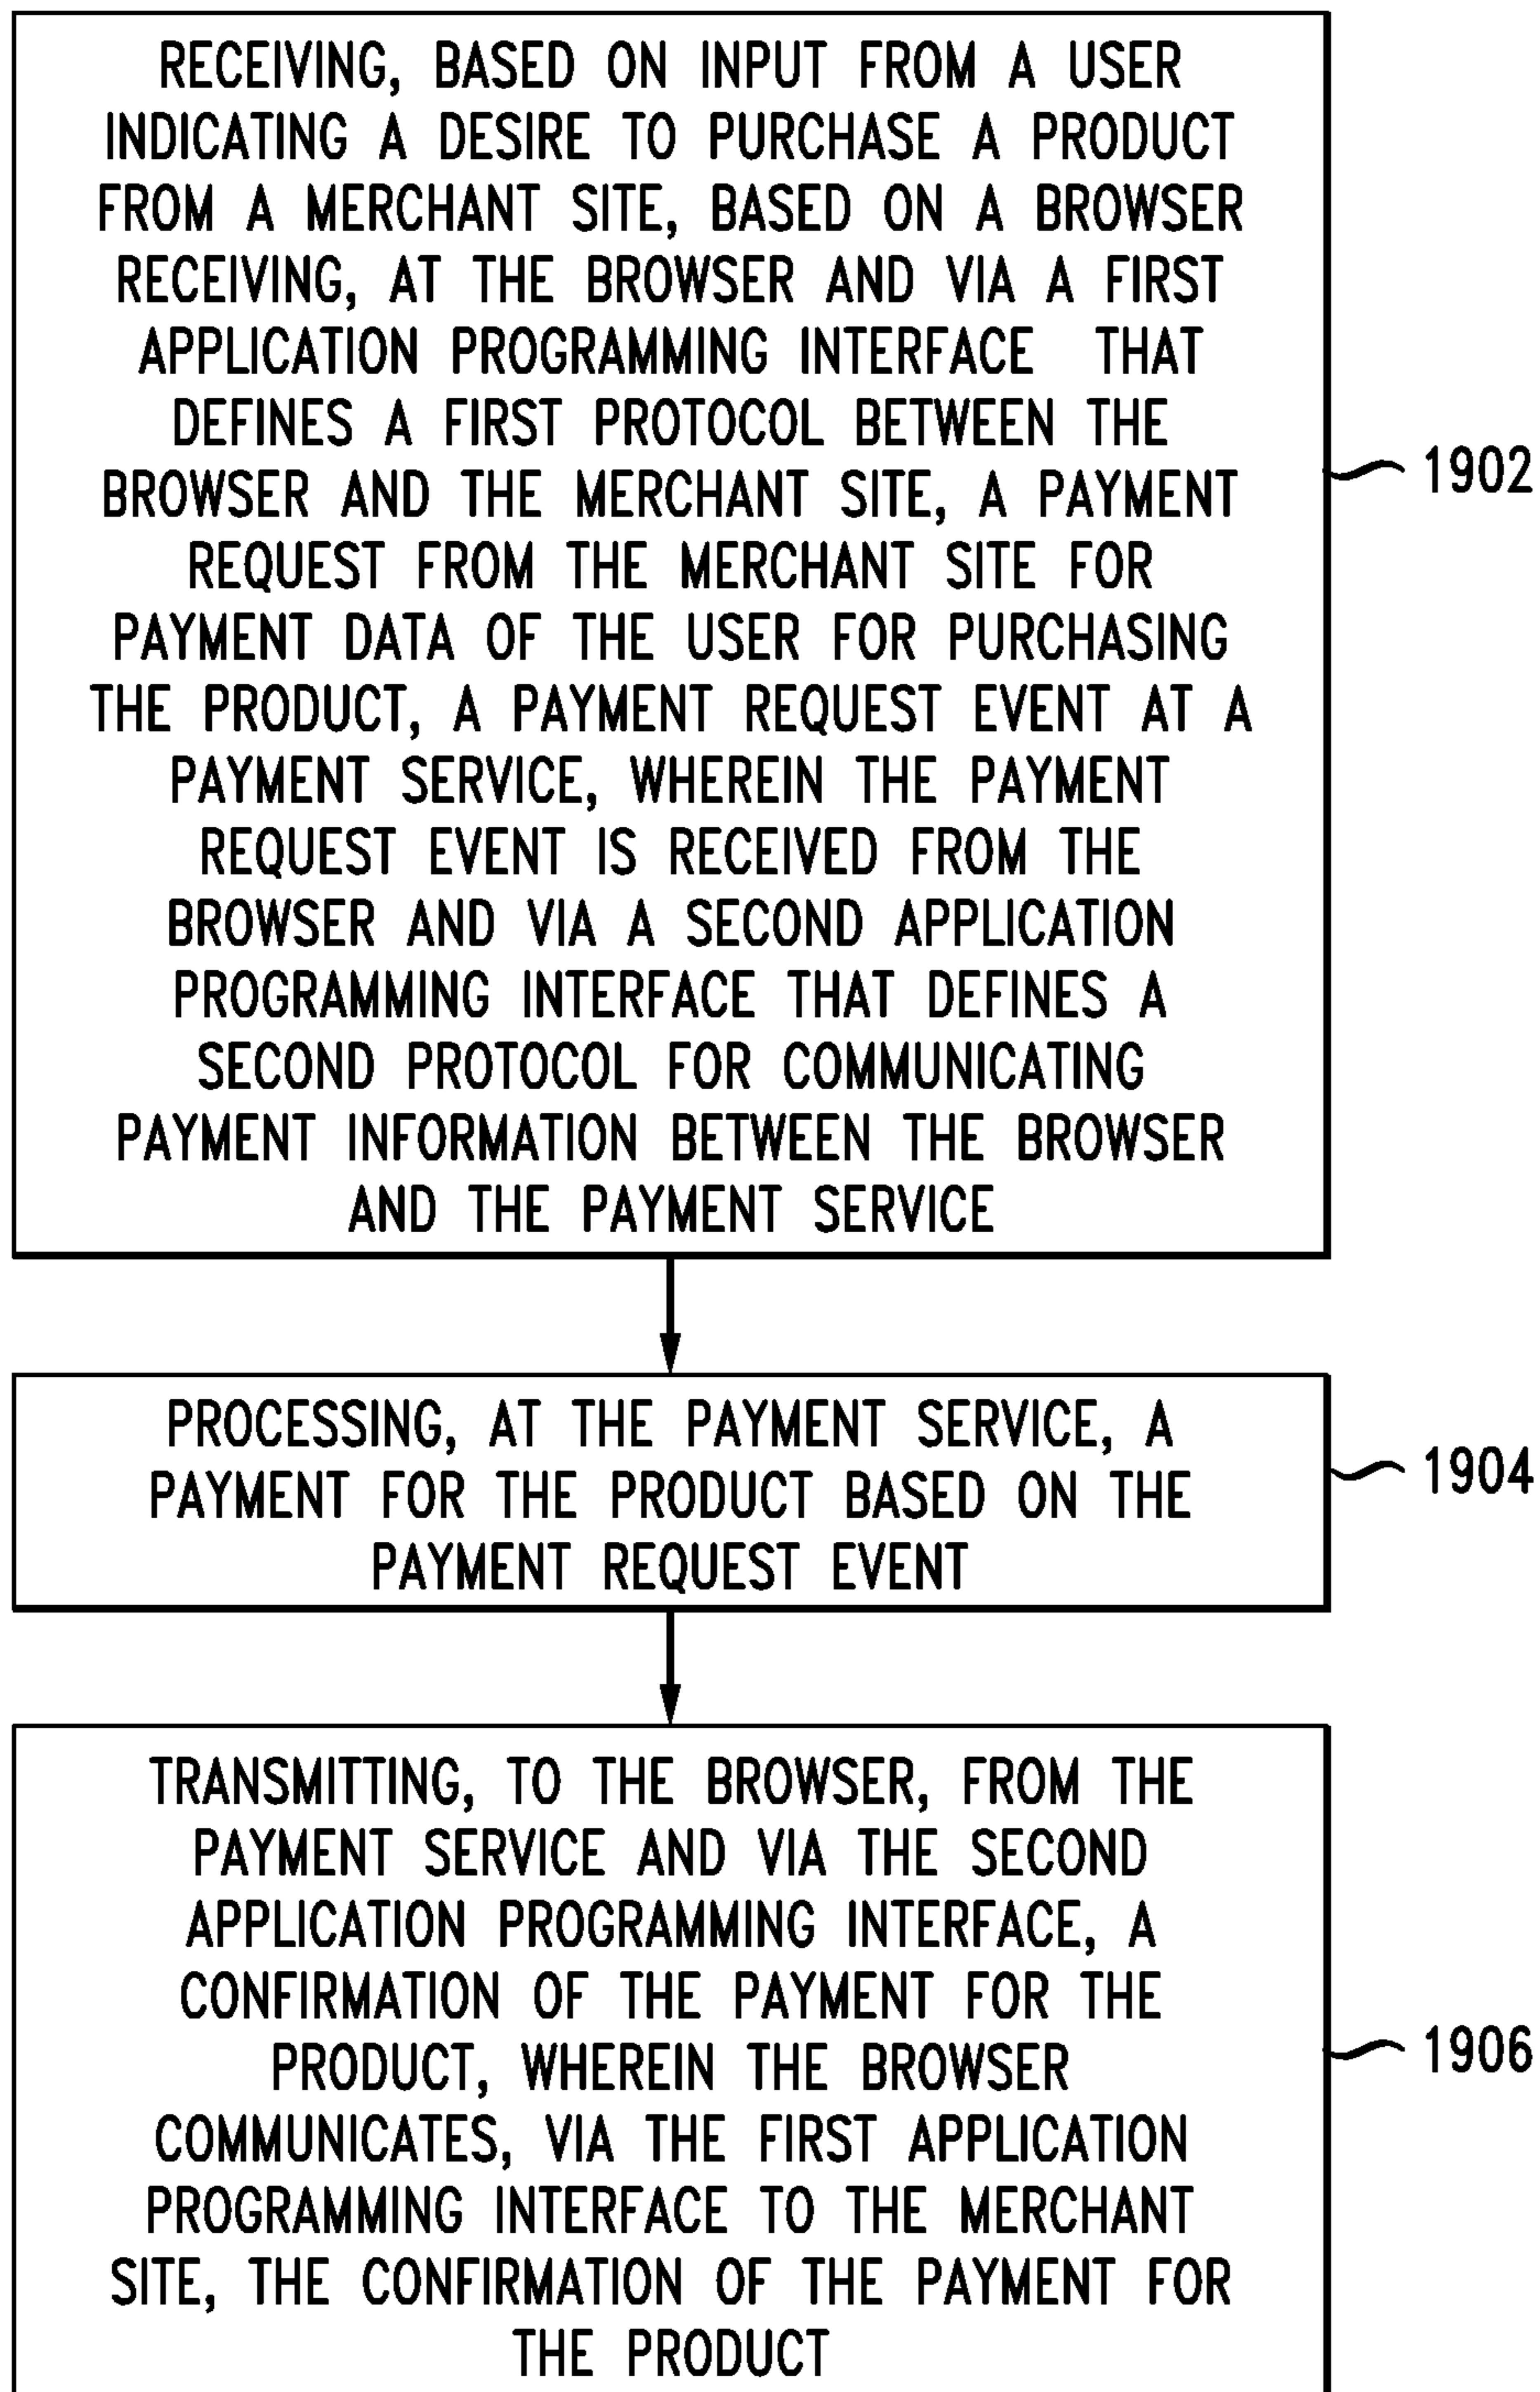 RECEIVING, BASED ON INPUT FROM A USER
INDICATING A DESIRE TO PURCHASE A PRODUCT
FROM A MERCHANT SITE, BASED ON A BROWSER
RECEIVING, AT THE BROWSER AND VIA A FIRST
APPLICATION PROGRAMMING INTERFACE THAT
DEFINES A FIRST PROTOCOL BETWEEN THE
BROWSER AND THE MERCHANT SITE, A PAYMENT
REQUEST FROM THE MERCHANT SITE FOR
PAYMENT DATA OF THE USER FOR PURCHASING
THE PRODUCT, A PAYMENT REQUEST EVENT AT A
PAYMENT SERVICE, WHEREIN THE PAYMENT
REQUEST EVENT IS RECEIVED FROM THE
BROWSER AND VIA A SECOND APPLICATION
PROGRAMMING INTERFACE THAT DEFINES A
SECOND PROTOCOL FOR COMMUNICATING
PAYMENT INFORMATION BETWEEN THE BROWSER
AND THE PAYMENT SERVICE
1902
PROCESSING, AT THE PAYMENT SERVICE, A
PAYMENT FOR THE PRODUCT BASED ON THE
PAYMENT REQUEST EVENT
1904
TRANSMITTING, TO THE BROWSER, FROM THE
PAYMENT SERVICE AND VIA THE SECOND
APPLICATION PROGRAMMING INTERFACE, A
CONFIRMATION OF THE PAYMENT FOR THE
PRODUCT, WHEREIN THE BROWSER
COMMUNICATES, VIA THE FIRST APPLICATION
PROGRAMMING INTERFACE TO THE MERCHANT
SITE, THE CONFIRMATION OF THE PAYMENT FOR
THE PRODUCT
1906